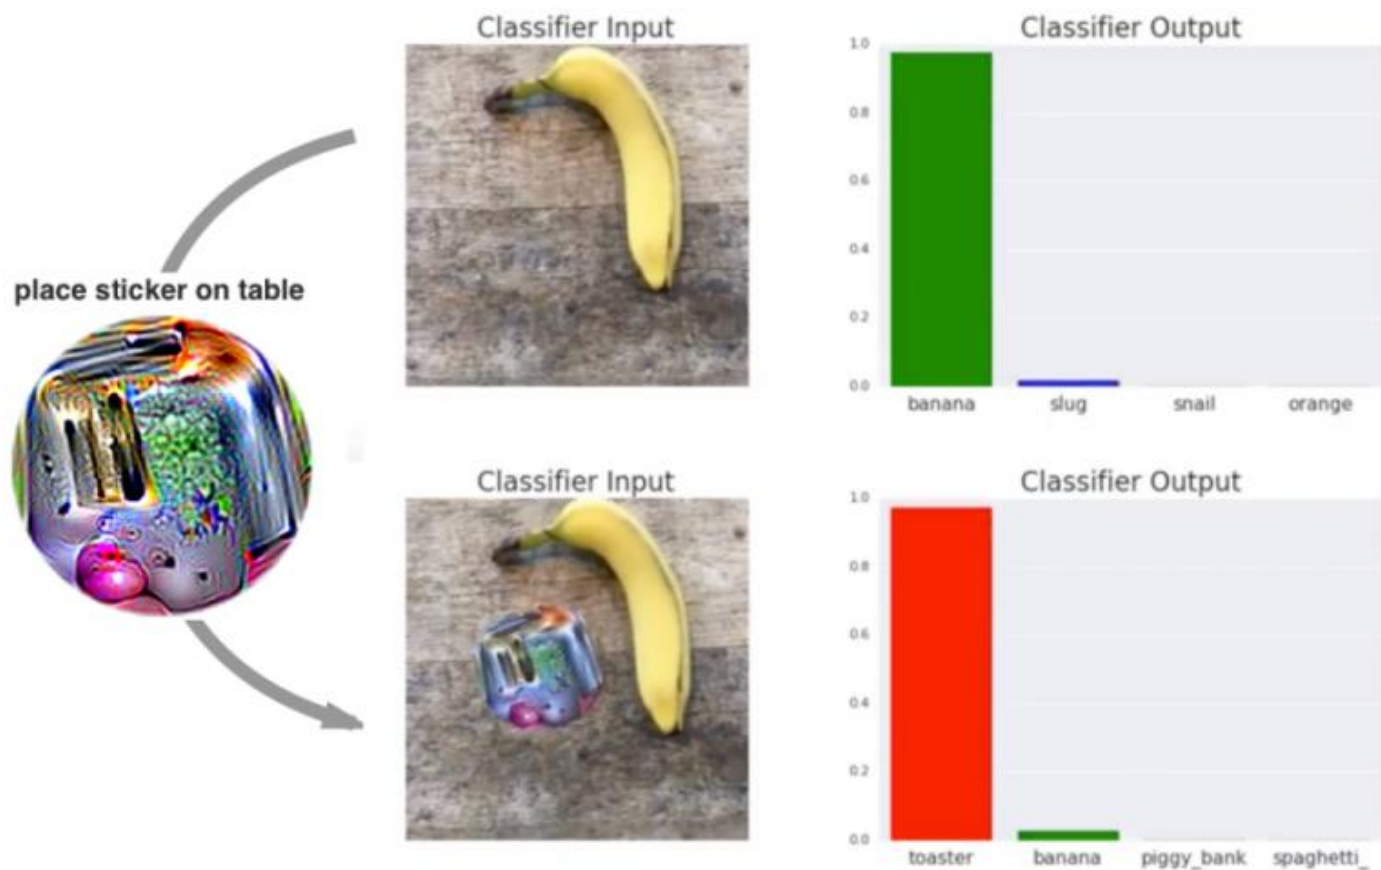 Classifier Input
Classifier Output
1.0
0.8
0.6
0.4
0.2
0.0
banana slug snail orange
place sticker on table
Classifier Input
Classifier Output
1.0
0.8
0.6
0.4
0.2
0.0
toaster banana piggy_bank spaghetti_